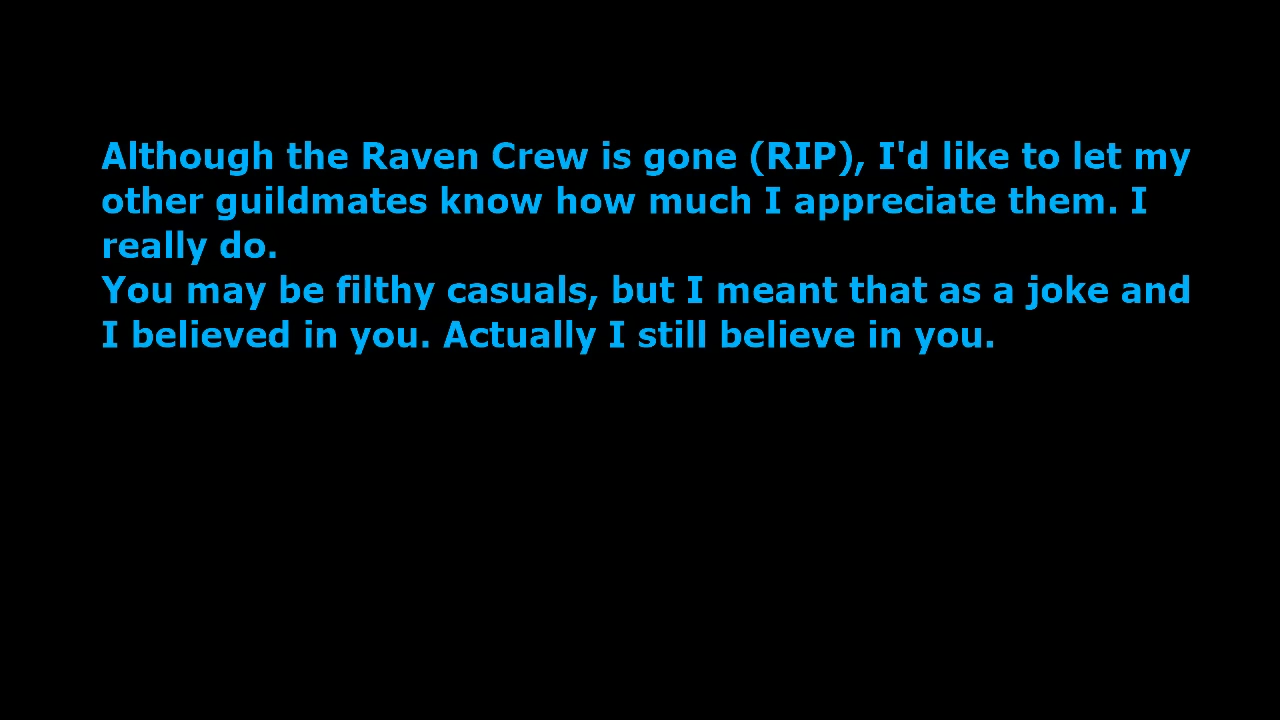 Although the Raven Crew is gone (RIP), I'd like to let my
other guildmates know how much I appreciate them. I
really do.
You may be filthy casuals, but I meant that as a joke and
I believed in you. Actually I still believe in you.